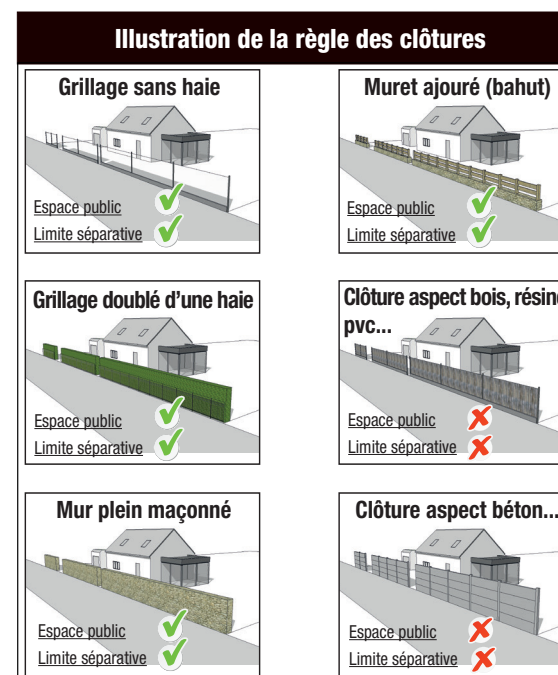 Illustration de la règle des clôtures
Grillage sans haie
Espace public
Limite séparative
Muret ajouré (bahut)
Espace public
Limite séparative
Grillage doublé d'une haie
Espace public
Limite séparative
Clôture aspect bois, résine
pvc...
Espace public
Limite séparative
Mur plein maçonné
Espace public
Limite séparative
Clôture aspect béton...
Espace public
Limite séparative